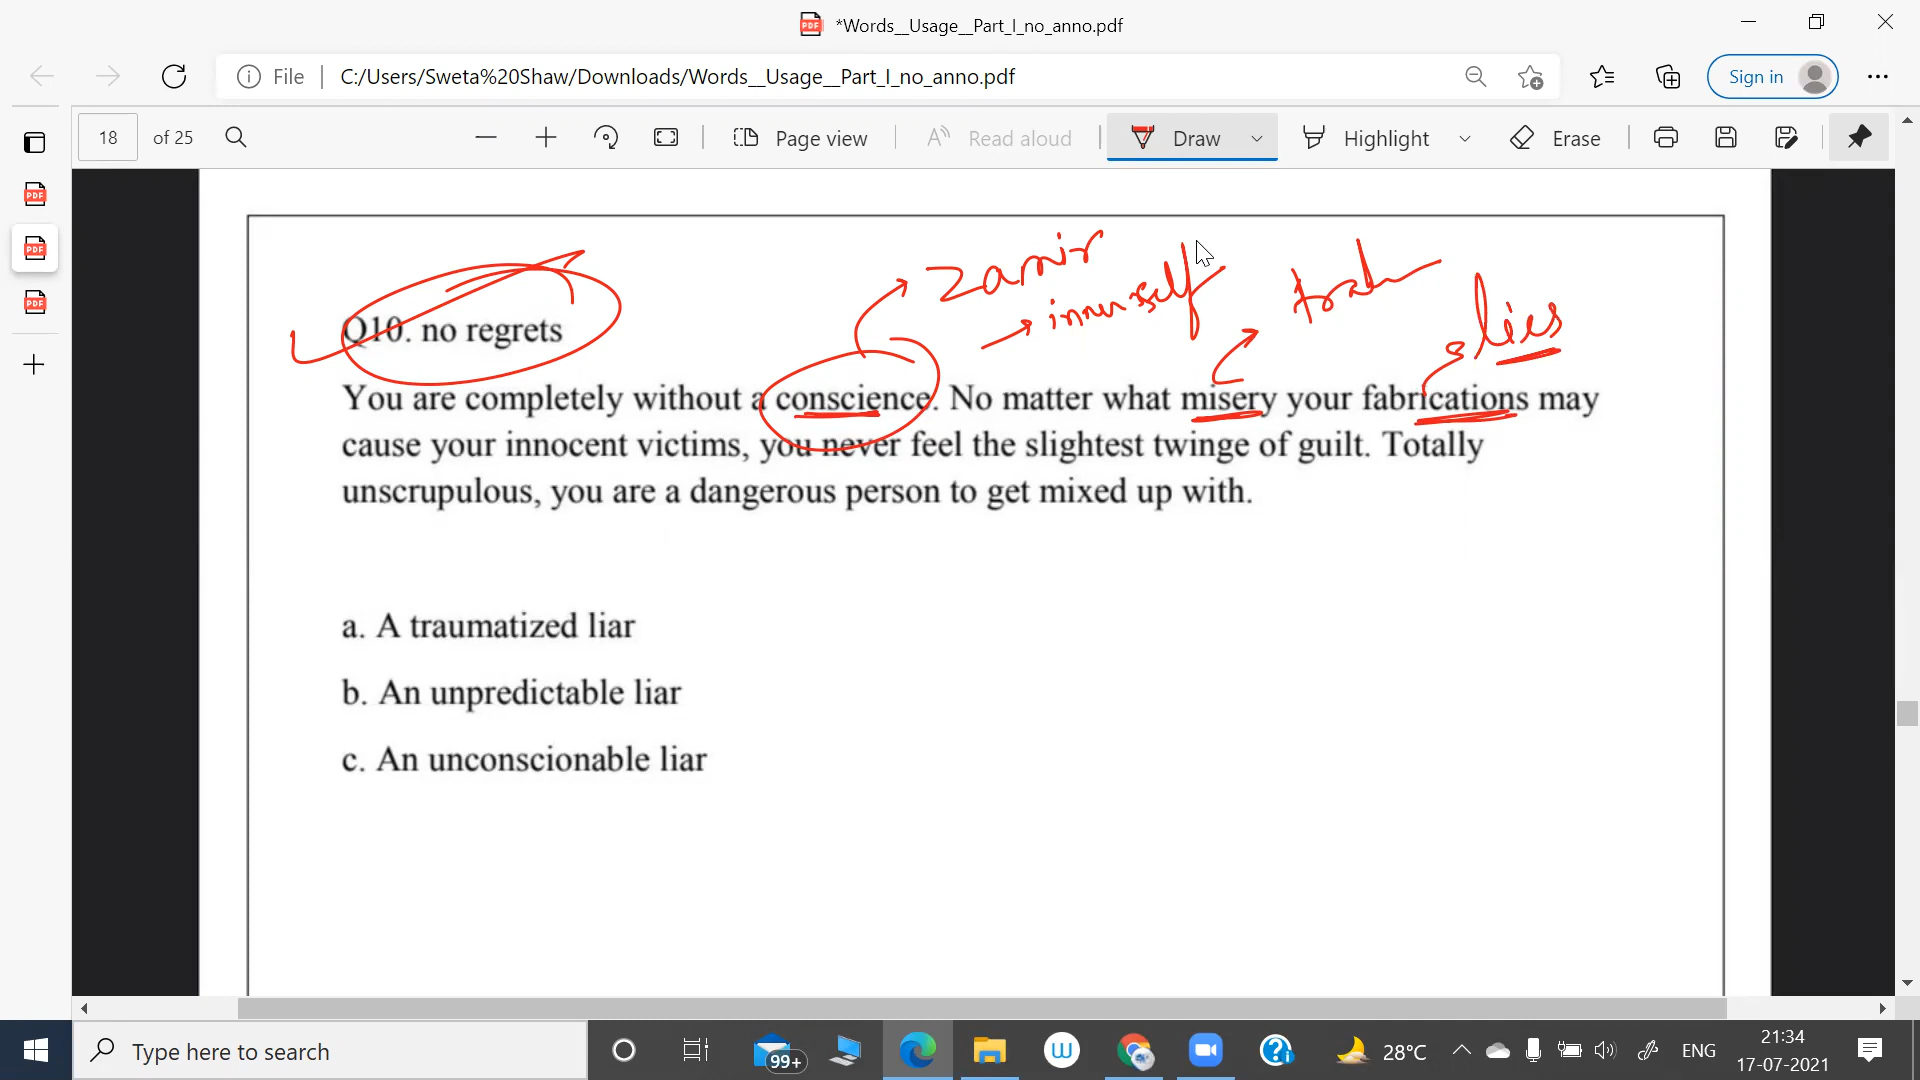 *Words__Usage__Part_I_no_anno.pdf
File C:/Users/Sweta%20Shaw/Downloads/Words__Usage__Part_I_no_anno.pdf Sign in
18 of 25 Page view Read aloud Draw Highlight Erase
Zamir
inner self
lies
Q10. no regrets
You are completely without a conscience. No matter what misery your fabrications may
cause your innocent victims, you never feel the slightest twinge of guilt. Totally
unscrupulous, you are a dangerous person to get mixed up with.
a. A traumatized liar
b. An unpredictable liar
c. An unconscionable liar
Type here to search 99+ 28°C ENG 21:34
17-07-2021